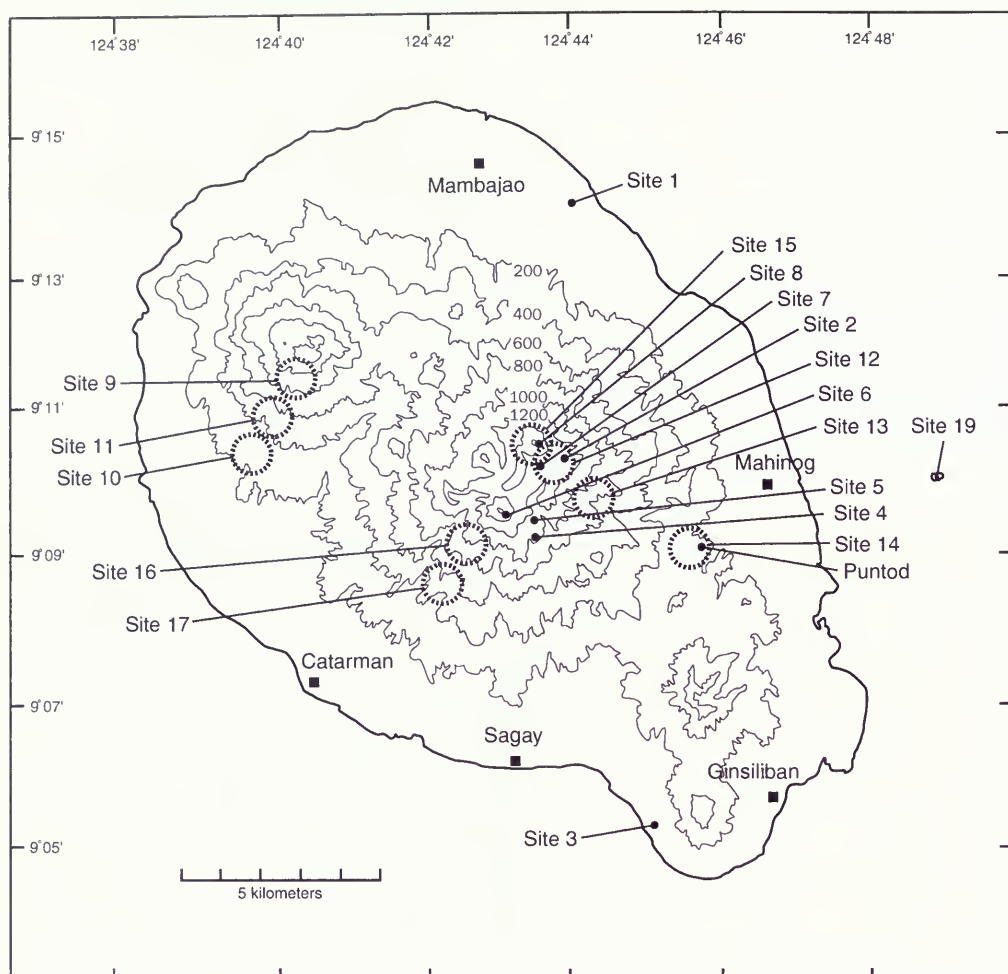 124°38' 124°40' 124°42' 124°44' 124°46' 124°48'
9°15'
Mambajao
Site 1
Site 15
200
Site 8
9°13'
Site 7
400
Site 2
600
Site 12
800
Site 9
Site 6
1000
1200
9°11'
Site 13
Site 19
Site 11
Mahinog
Site 10
Site 5
Site 4
9°09'
Site 14
Site 16
Puntod
Site 17
Catarman
9°07'
Sagay
Ginsiliban
Site 3
9°05'
5 kilometers